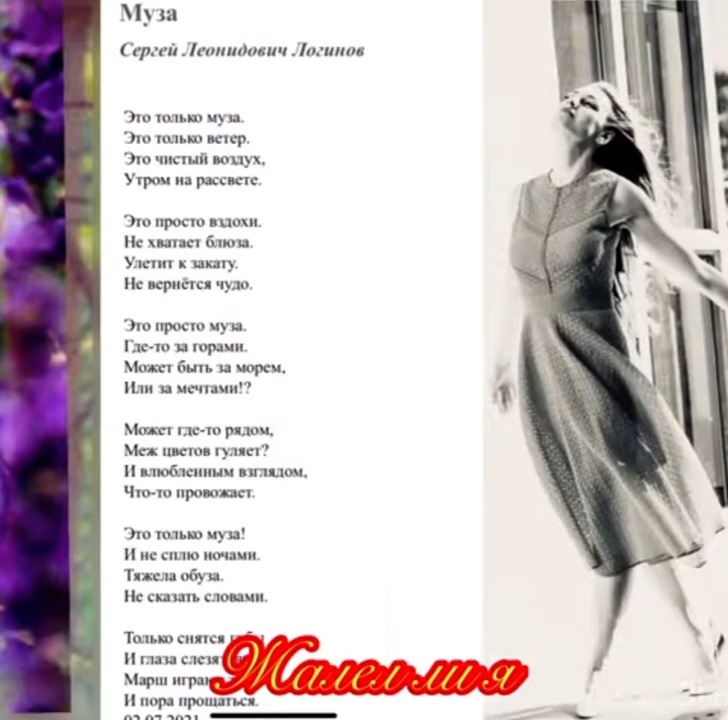 Муза
Сергей Леонидович Логинов
Это только муза.
Это только ветер.
Это чистый воздух,
Утром на рассвете.
Это просто вздохи.
Не хватает блюза.
Улетит к закату.
Не вернётся чудо.
Это просто муза.
Где-то за горами.
Может быть за морем,
Или за мечтами!?
Может где-то рядом,
Меж цветов гуляет?
И влюбленным взглядом,
Что-то провожает.
Это только муза!
И не сплю ночами.
Тяжела обуза.
Не сказать словами.
Только снятся
И глаза
Марш
И пора прощаться.
02.07.2021